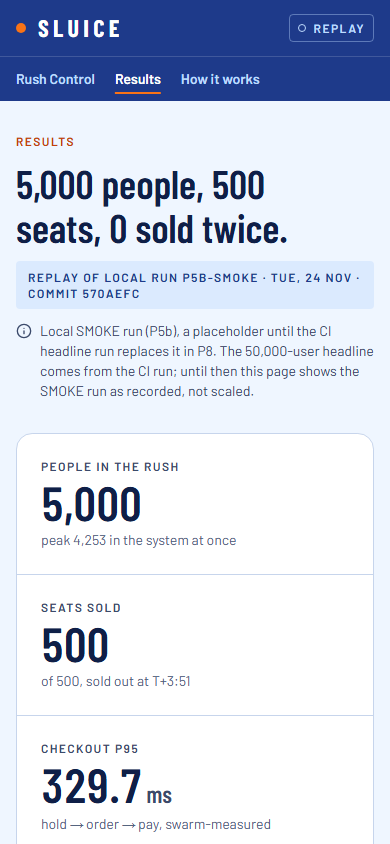 SLUICE
REPLAY
Rush Control Results How it works
RESULTS
5,000 people, 500
seats, 0 sold twice.
REPLAY OF LOCAL RUN P5B-SMOKE · TUE, 24 NOV ·
COMMIT 570AEFC
Local SMOKE run (P5b), a placeholder until the CI
headline run replaces it in P8. The 50,000-user headline
comes from the CI run; until then this page shows the
SMOKE run as recorded, not scaled.
PEOPLE IN THE RUSH
5,000
peak 4,253 in the system at once
SEATS SOLD
500
of 500, sold out at T+3:51
CHECKOUT P95
329.7 ms
hold → order → pay, swarm-measured